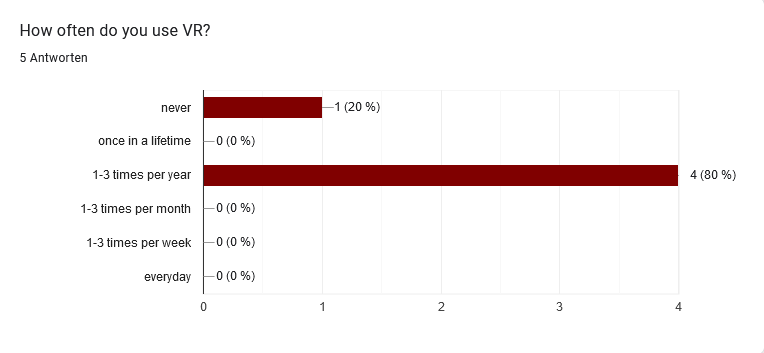 How often do you use VR?
5 Antworten
never 1 (20 %)
once in a lifetime 0 (0 %)
1-3 times per year 4 (80 %)
1-3 times per month 0 (0 %)
1-3 times per week 0 (0 %)
everyday 0 (0 %)
0 1 2 3 4